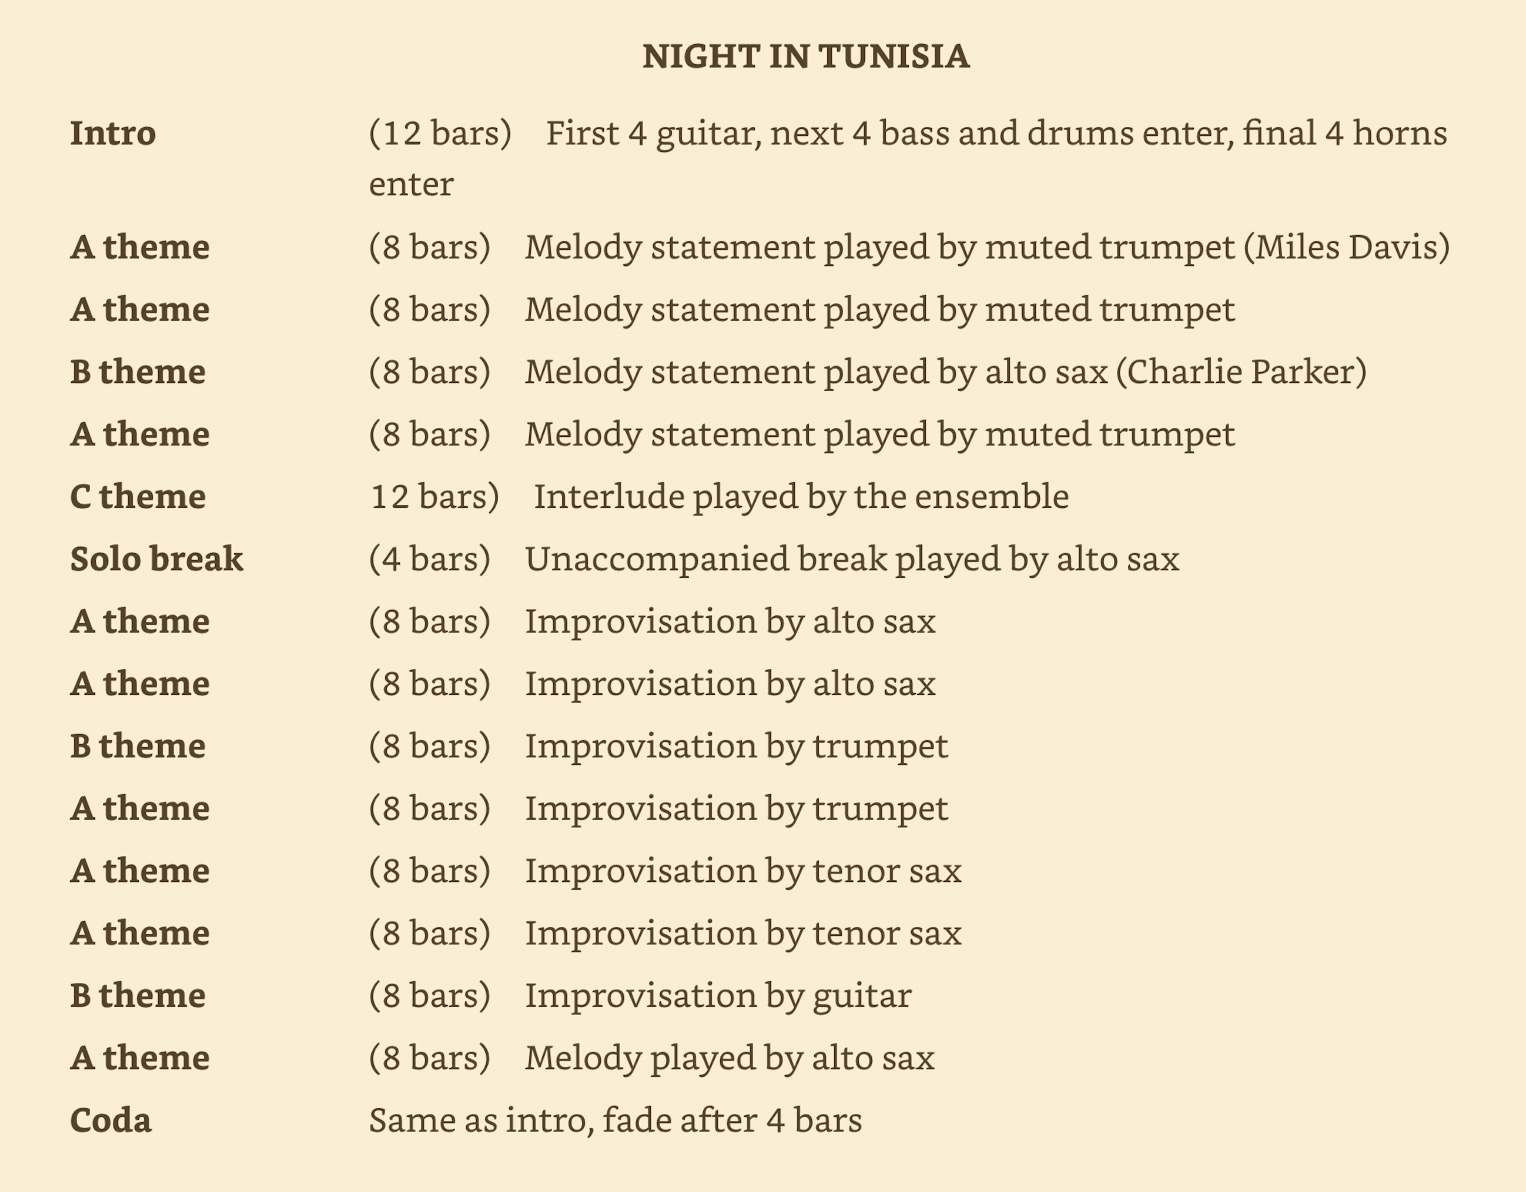 NIGHT IN TUNISIA
Intro (12 bars) First 4 guitar, next 4 bass and drums enter, final 4 horns
enter
A theme (8 bars) Melody statement played by muted trumpet (Miles Davis)
A theme (8 bars) Melody statement played by muted trumpet
B theme (8 bars) Melody statement played by alto sax (Charlie Parker)
A theme (8 bars) Melody statement played by muted trumpet
C theme 12 bars) Interlude played by the ensemble
Solo break (4 bars) Unaccompanied break played by alto sax
A theme (8 bars) Improvisation by alto sax
A theme (8 bars) Improvisation by alto sax
B theme (8 bars) Improvisation by trumpet
A theme (8 bars) Improvisation by trumpet
A theme (8 bars) Improvisation by tenor sax
A theme (8 bars) Improvisation by tenor sax
B theme (8 bars) Improvisation by guitar
A theme (8 bars) Melody played by alto sax
Coda Same as intro, fade after 4 bars